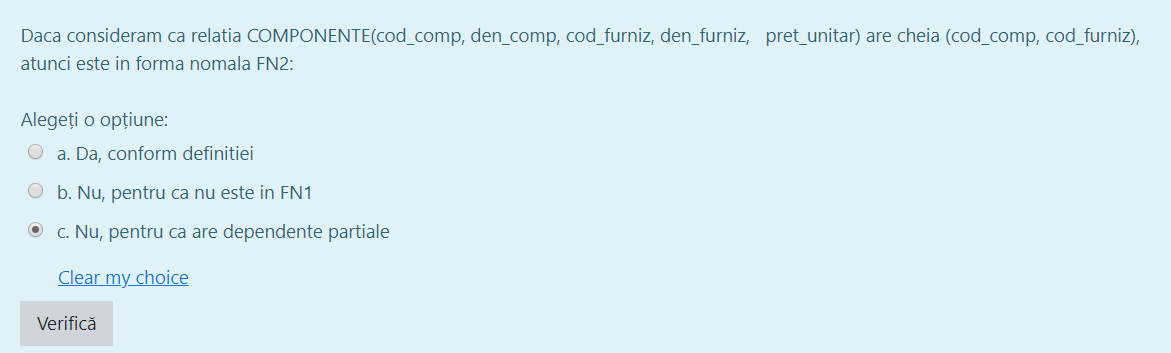 Daca consideram ca relatia COMPONENTE(cod_comp, den_comp, cod_furniz, den_furniz, pret_unitar) are cheia (cod_comp, cod_furniz),
atunci este in forma nomala FN2:
Alegeți o opțiune:
a. Da, conform definitiei
b. Nu, pentru ca nu este in FN1
c. Nu, pentru ca are dependente partiale
Clear my choice
Verifică